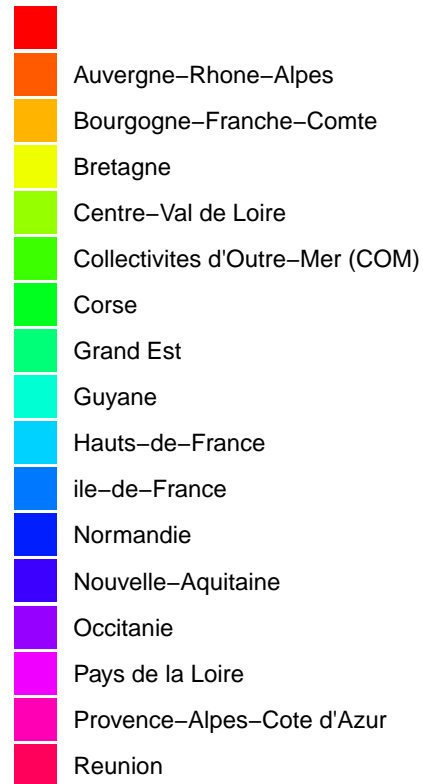 Auvergne−Rhone−Alpes
Bourgogne−Franche−Comte
Bretagne
Centre−Val de Loire
Collectivites d'Outre−Mer (COM)
Corse
Grand Est
Guyane
Hauts−de−France
ile−de−France
Normandie
Nouvelle−Aquitaine
Occitanie
Pays de la Loire
Provence−Alpes−Cote d'Azur
Reunion